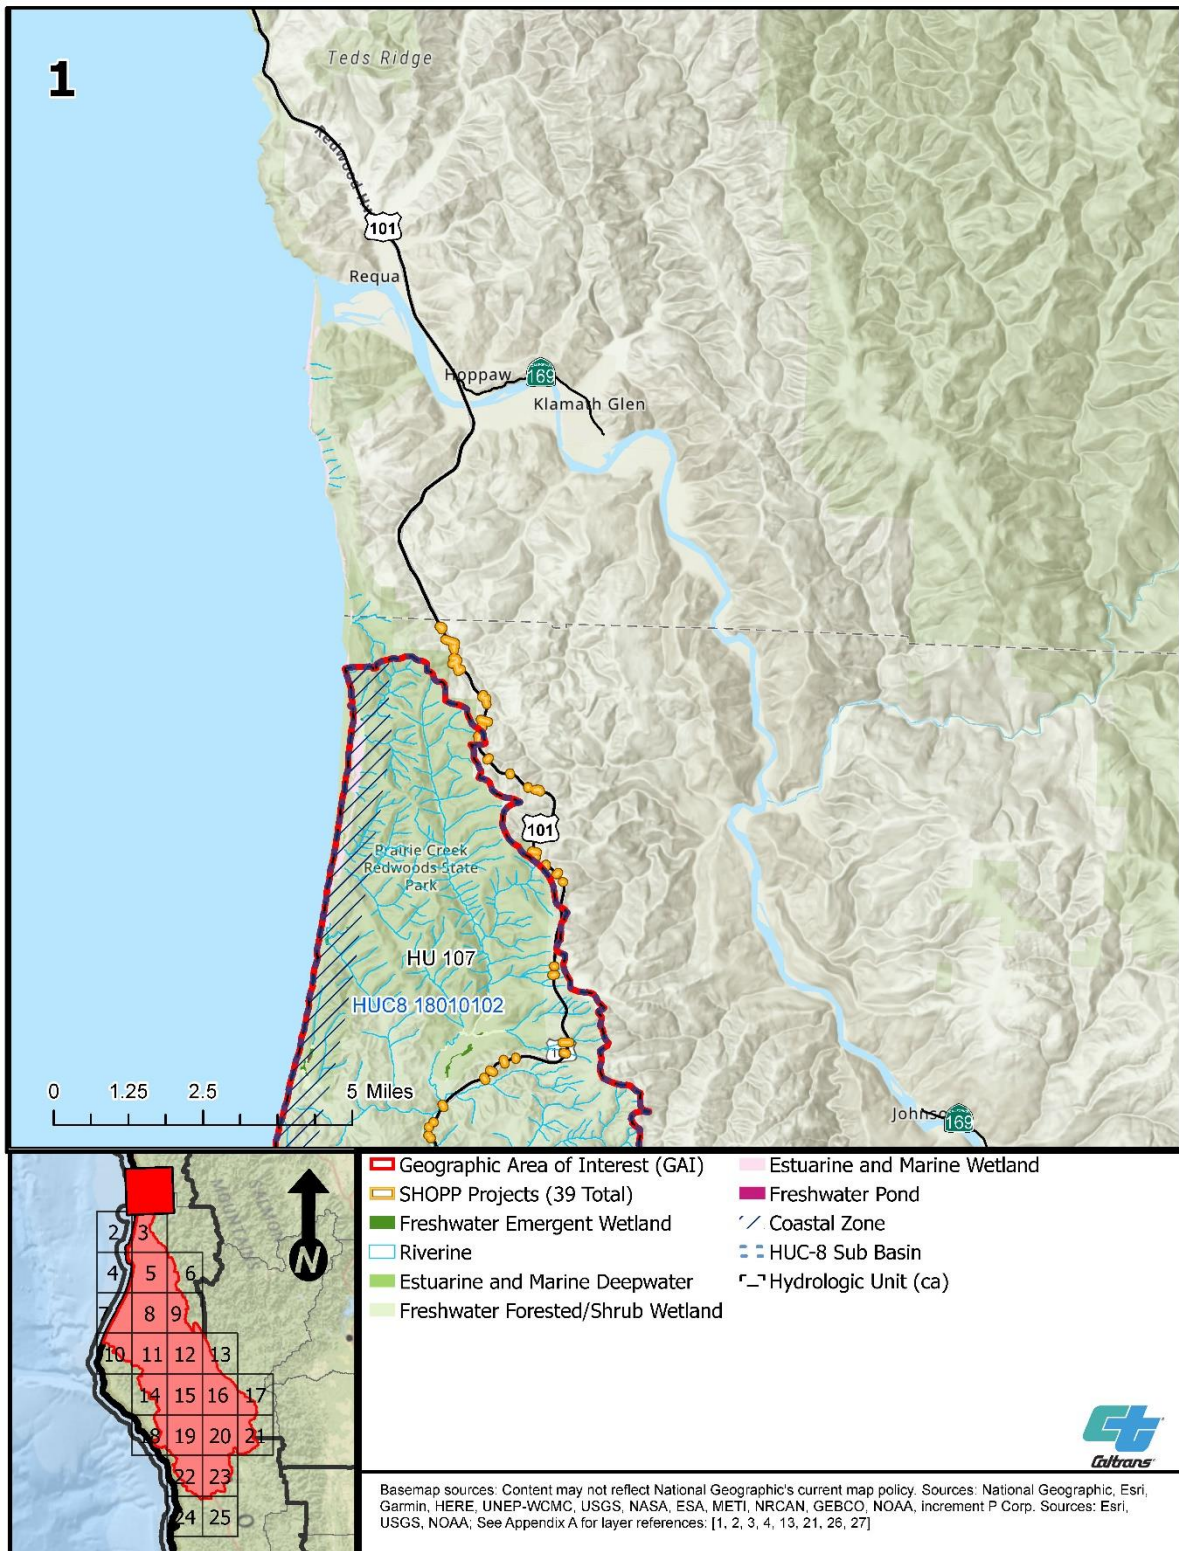 1
Teds Ridge
Redwood Hw
101
Requa
Hoppaw
169
Klamath Glen
101
Prairie Creek
Redwoods State
Park
HU 107
HUC8 18010102
0 1.25 2.5 5 Miles
Johnso
169
2 3
4 5 6
7 8 9
10 11 12 13
14 15 16 17
18 19 20 21
22 23
24 25
SALMON
MOUNTAINS
N
Geographic Area of Interest (GAI)
SHOPP Projects (39 Total)
Freshwater Emergent Wetland
Riverine
Estuarine and Marine Deepwater
Freshwater Forested/Shrub Wetland
Estuarine and Marine Wetland
Freshwater Pond
Coastal Zone
HUC-8 Sub Basin
Hydrologic Unit (ca)
Caltrans
Basemap sources: Content may not reflect National Geographic's current map policy. Sources: National Geographic, Esri,
Garmin, HERE, UNEP-WCMC, USGS, NASA, ESA, METI, NRCAN, GEBCO, NOAA, increment P Corp. Sources: Esri,
USGS, NOAA; See Appendix A for layer references: [1, 2, 3, 4, 13, 21, 26, 27]